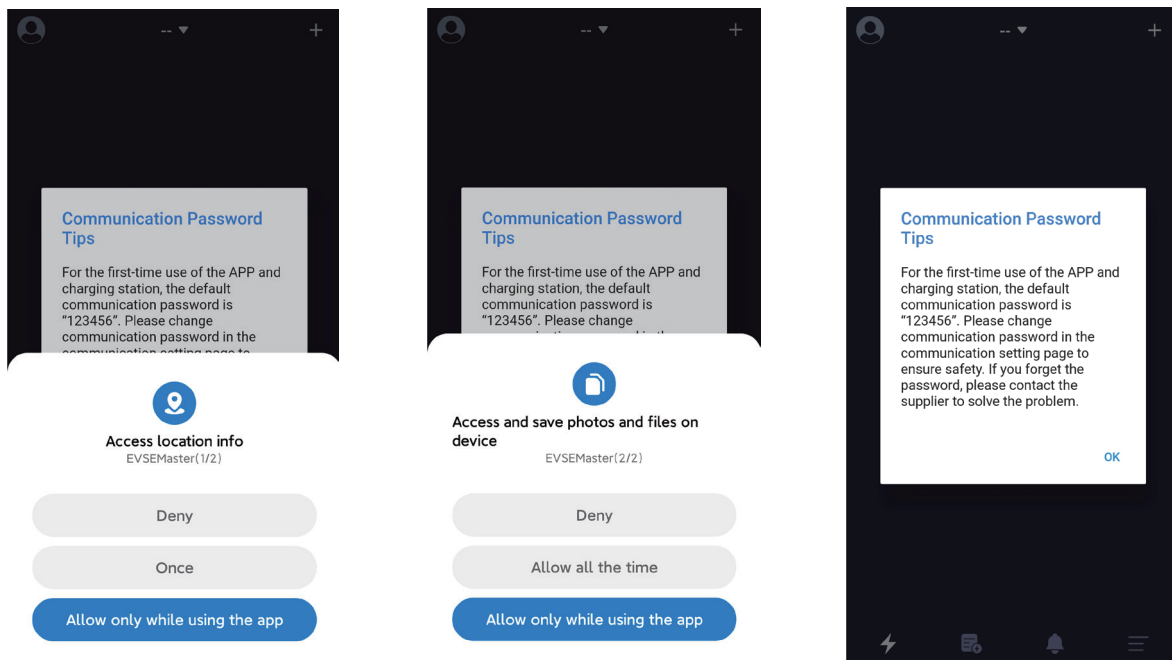 --
Communication Password
Tips
For the first-time use of the APP and
charging station, the default
communication password is
“123456”. Please change
communication password in the
communication setting page to
Access location info
EVSEMaster(1/2)
Deny
Once
Allow only while using the app
--
Communication Password
Tips
For the first-time use of the APP and
charging station, the default
communication password is
“123456”. Please change
Access and save photos and files on
device
EVSEMaster(2/2)
Deny
Allow all the time
Allow only while using the app
--
Communication Password
Tips
For the first-time use of the APP and
charging station, the default
communication password is
“123456”. Please change
communication password in the
communication setting page to
ensure safety. If you forget the
password, please contact the
supplier to solve the problem.
OK